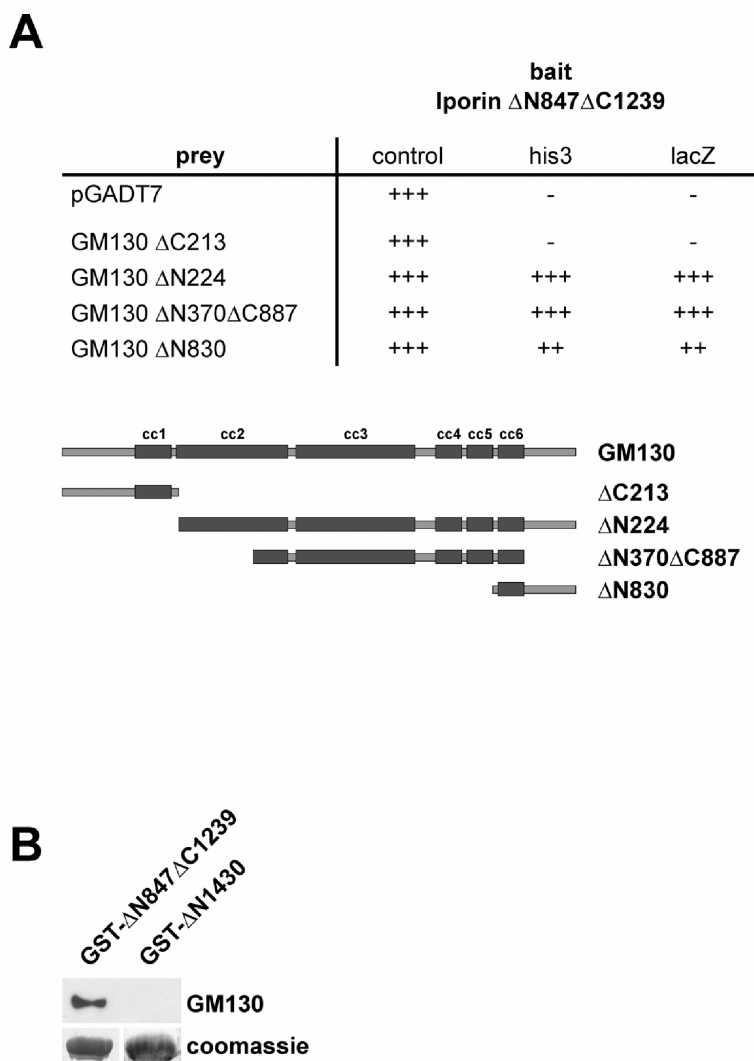 A
bait
Iporin ΔN847ΔC1239
prey control his3 lacZ
pGADT7 +++ - -
GM130 ΔC213 +++ - -
GM130 ΔN224 +++ +++ +++
GM130 ΔN370ΔC887 +++ +++ +++
GM130 ΔN830 +++ ++ ++
cc1 cc2 cc3 cc4 cc5 cc6
GM130
ΔC213
ΔN224
ΔN370ΔC887
ΔN830
B
GST-ΔN847ΔC1239
GST-ΔN1430
GM130
coomassie